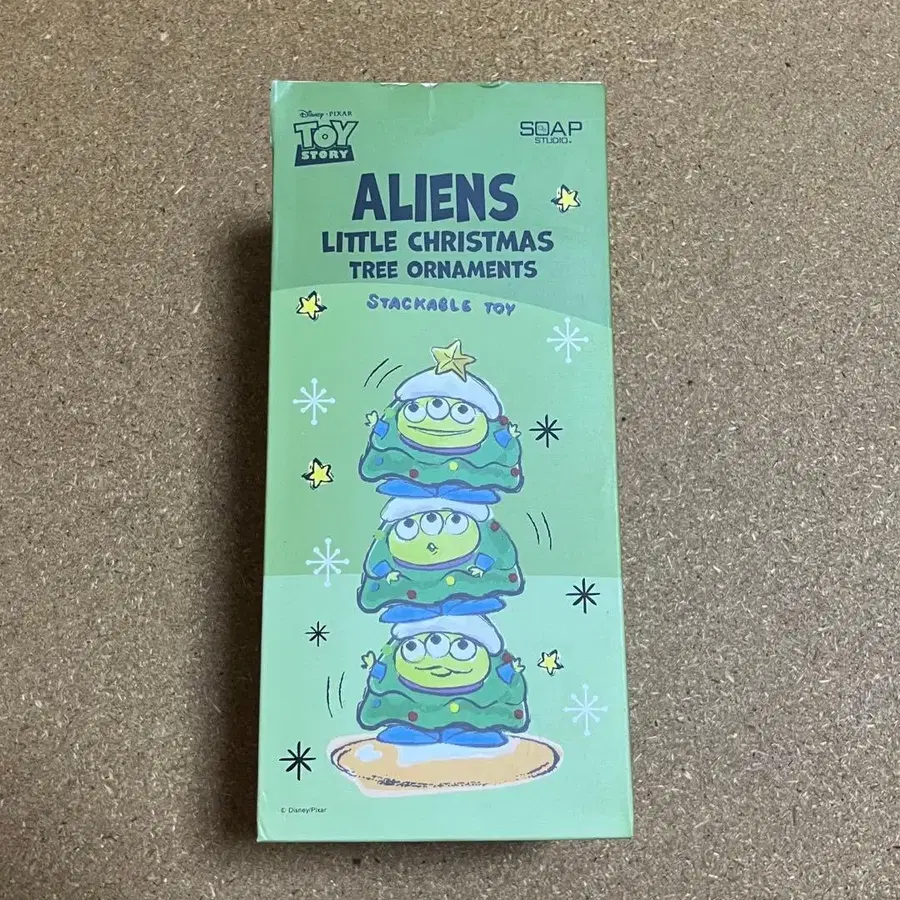 Disney · PIXAR
TOY
STORY
SOAP
STUDIO
ALIENS
LITTLE CHRISTMAS
TREE ORNAMENTS
STACKABLE TOY
© Disney/Pixar